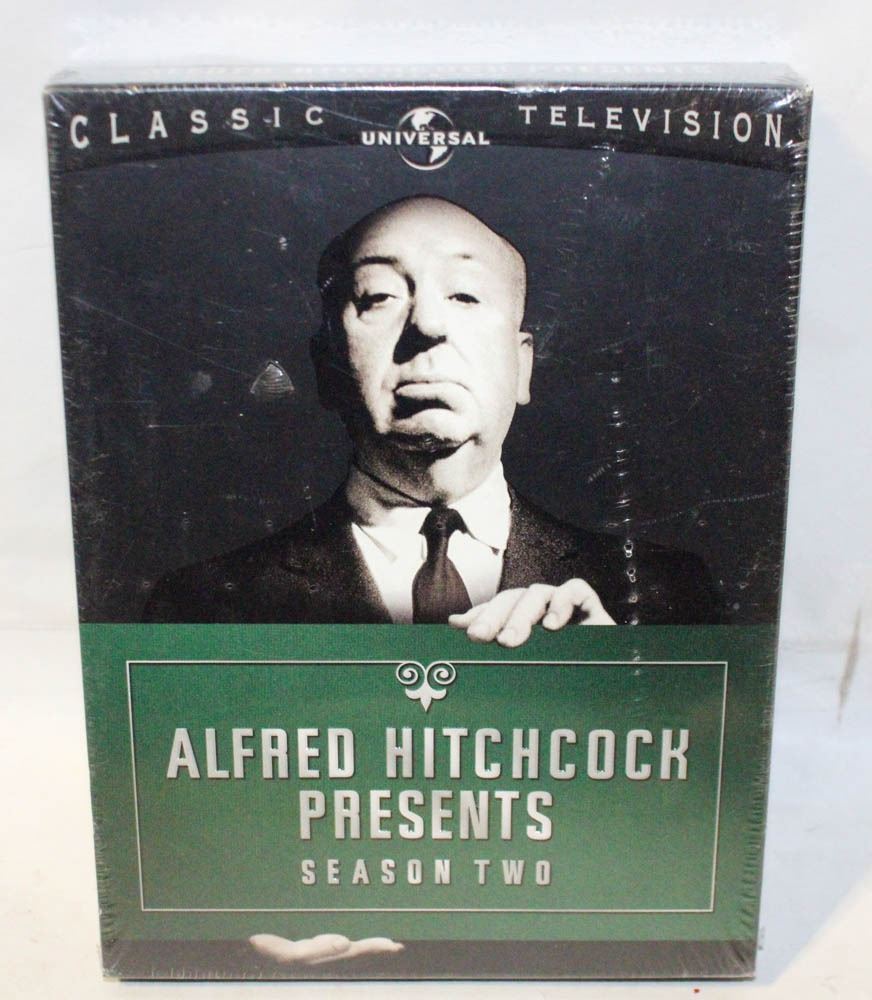 CLASSIC UNIVERSAL TELEVISION
ALFRED HITCHCOCK
PRESENTS
SEASON TWO